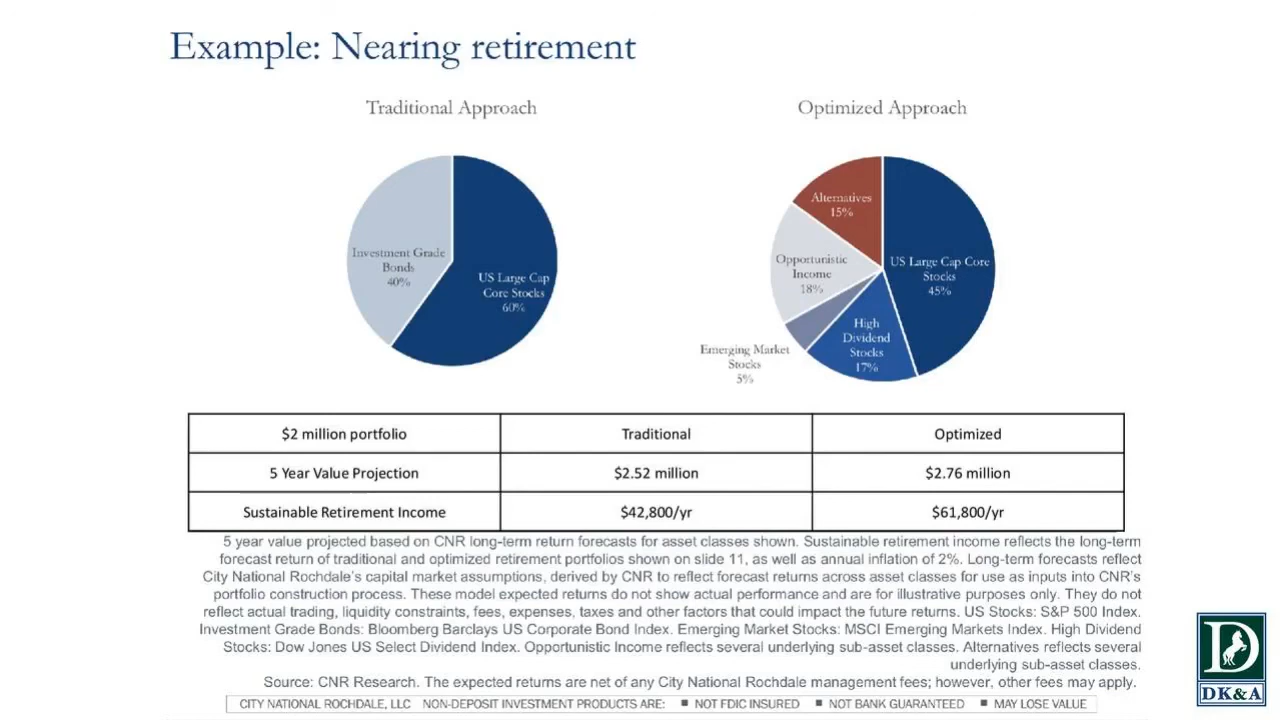 Example: Nearing retirement
Traditional Approach
Investment Grade
Bonds
40%
US Large Cap
Core Stocks
60%
Optimized Approach
Alternatives
15%
Opportunistic
Income
18%
US Large Cap Core
Stocks
45%
High
Dividend
Stocks
17%
Emerging Market
Stocks
5%
$2 million portfolio Traditional Optimized
5 Year Value Projection $2.52 million $2.76 million
Sustainable Retirement Income $42,800/yr $61,800/yr
5 year value projected based on CNR long-term return forecasts for asset classes shown. Sustainable retirement income reflects the long-term
forecast return of traditional and optimized retirement portfolios shown on slide 11, as well as annual inflation of 2%. Long-term forecasts reflect
City National Rochdale's capital market assumptions, derived by CNR to reflect forecast returns across asset classes for use as inputs into CNR's
portfolio construction process. These model expected returns do not show actual performance and are for illustrative purposes only. They do not
reflect actual trading, liquidity constraints, fees, expenses, taxes and other factors that could impact the future returns. US Stocks: S&P 500 Index.
Investment Grade Bonds: Bloomberg Barclays US Corporate Bond Index. Emerging Market Stocks: MSCI Emerging Markets Index. High Dividend
Stocks: Dow Jones US Select Dividend Index. Opportunistic Income reflects several underlying sub-asset classes. Alternatives reflects several
underlying sub-asset classes.
Source: CNR Research. The expected returns are net of any City National Rochdale management fees; however, other fees may apply.
CITY NATIONAL ROCHDALE, LLC NON-DEPOSIT INVESTMENT PRODUCTS ARE: ■ NOT FDIC INSURED ■ NOT BANK GUARANTEED ■ MAY LOSE VALUE
D
DK&A